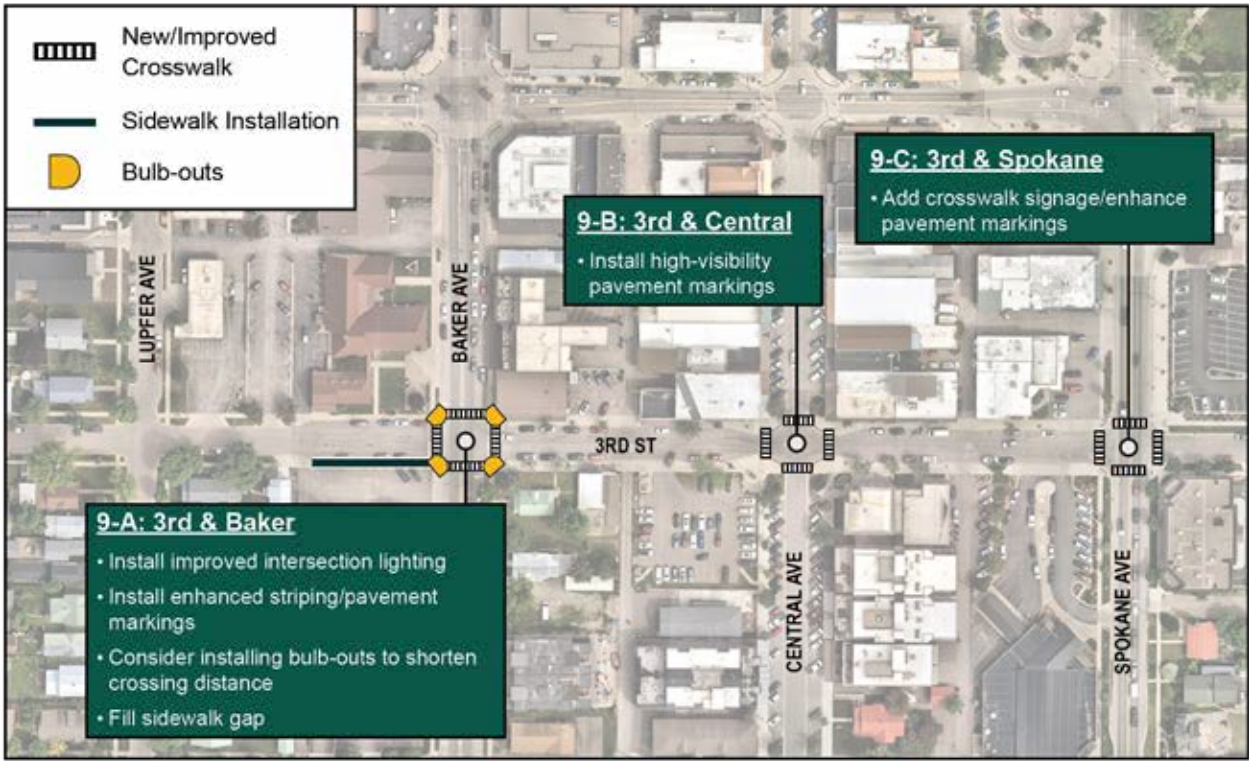 New/Improved
Crosswalk
Sidewalk Installation
Bulb-outs
9-C: 3rd & Spokane
• Add crosswalk signage/enhance
pavement markings
9-B: 3rd & Central
• Install high-visibility
pavement markings
LUPFER AVE
BAKER AVE
3RD ST
9-A: 3rd & Baker
• Install improved intersection lighting
• Install enhanced striping/pavement
markings
• Consider installing bulb-outs to shorten
crossing distance
• Fill sidewalk gap
CENTRAL AVE
SPOKANE AVE